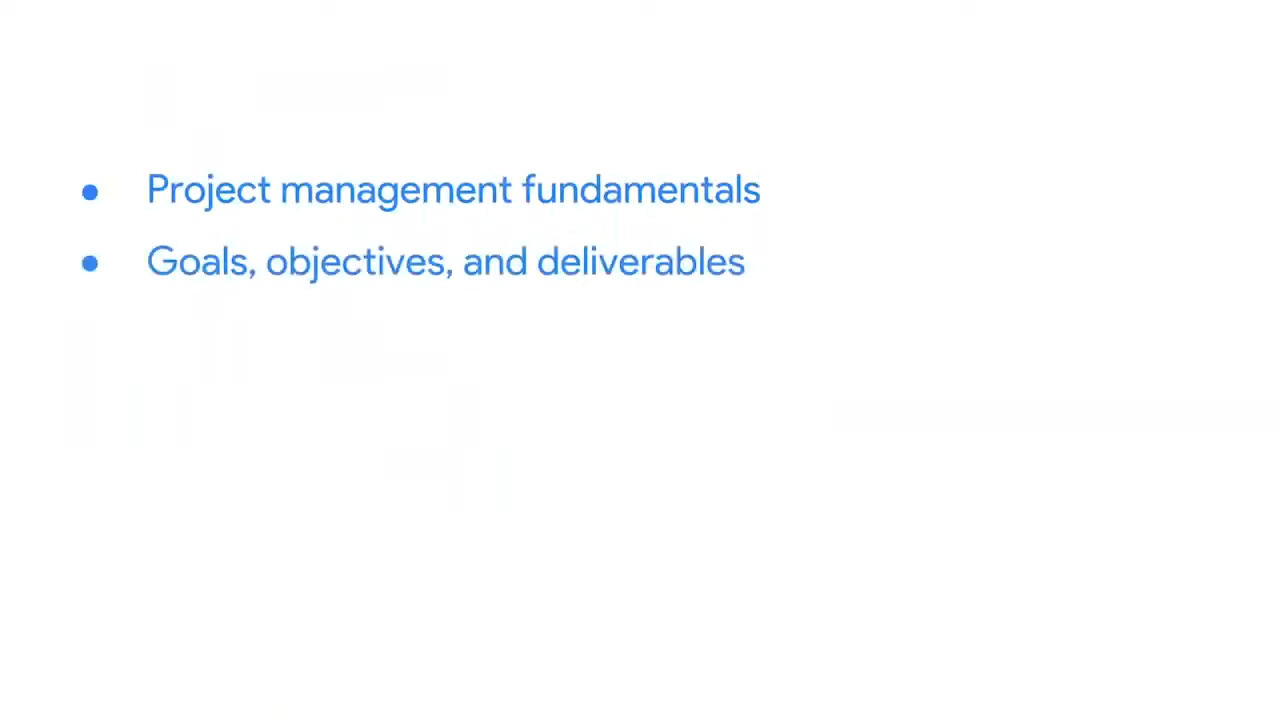 ● Project management fundamentals
● Goals, objectives, and deliverables